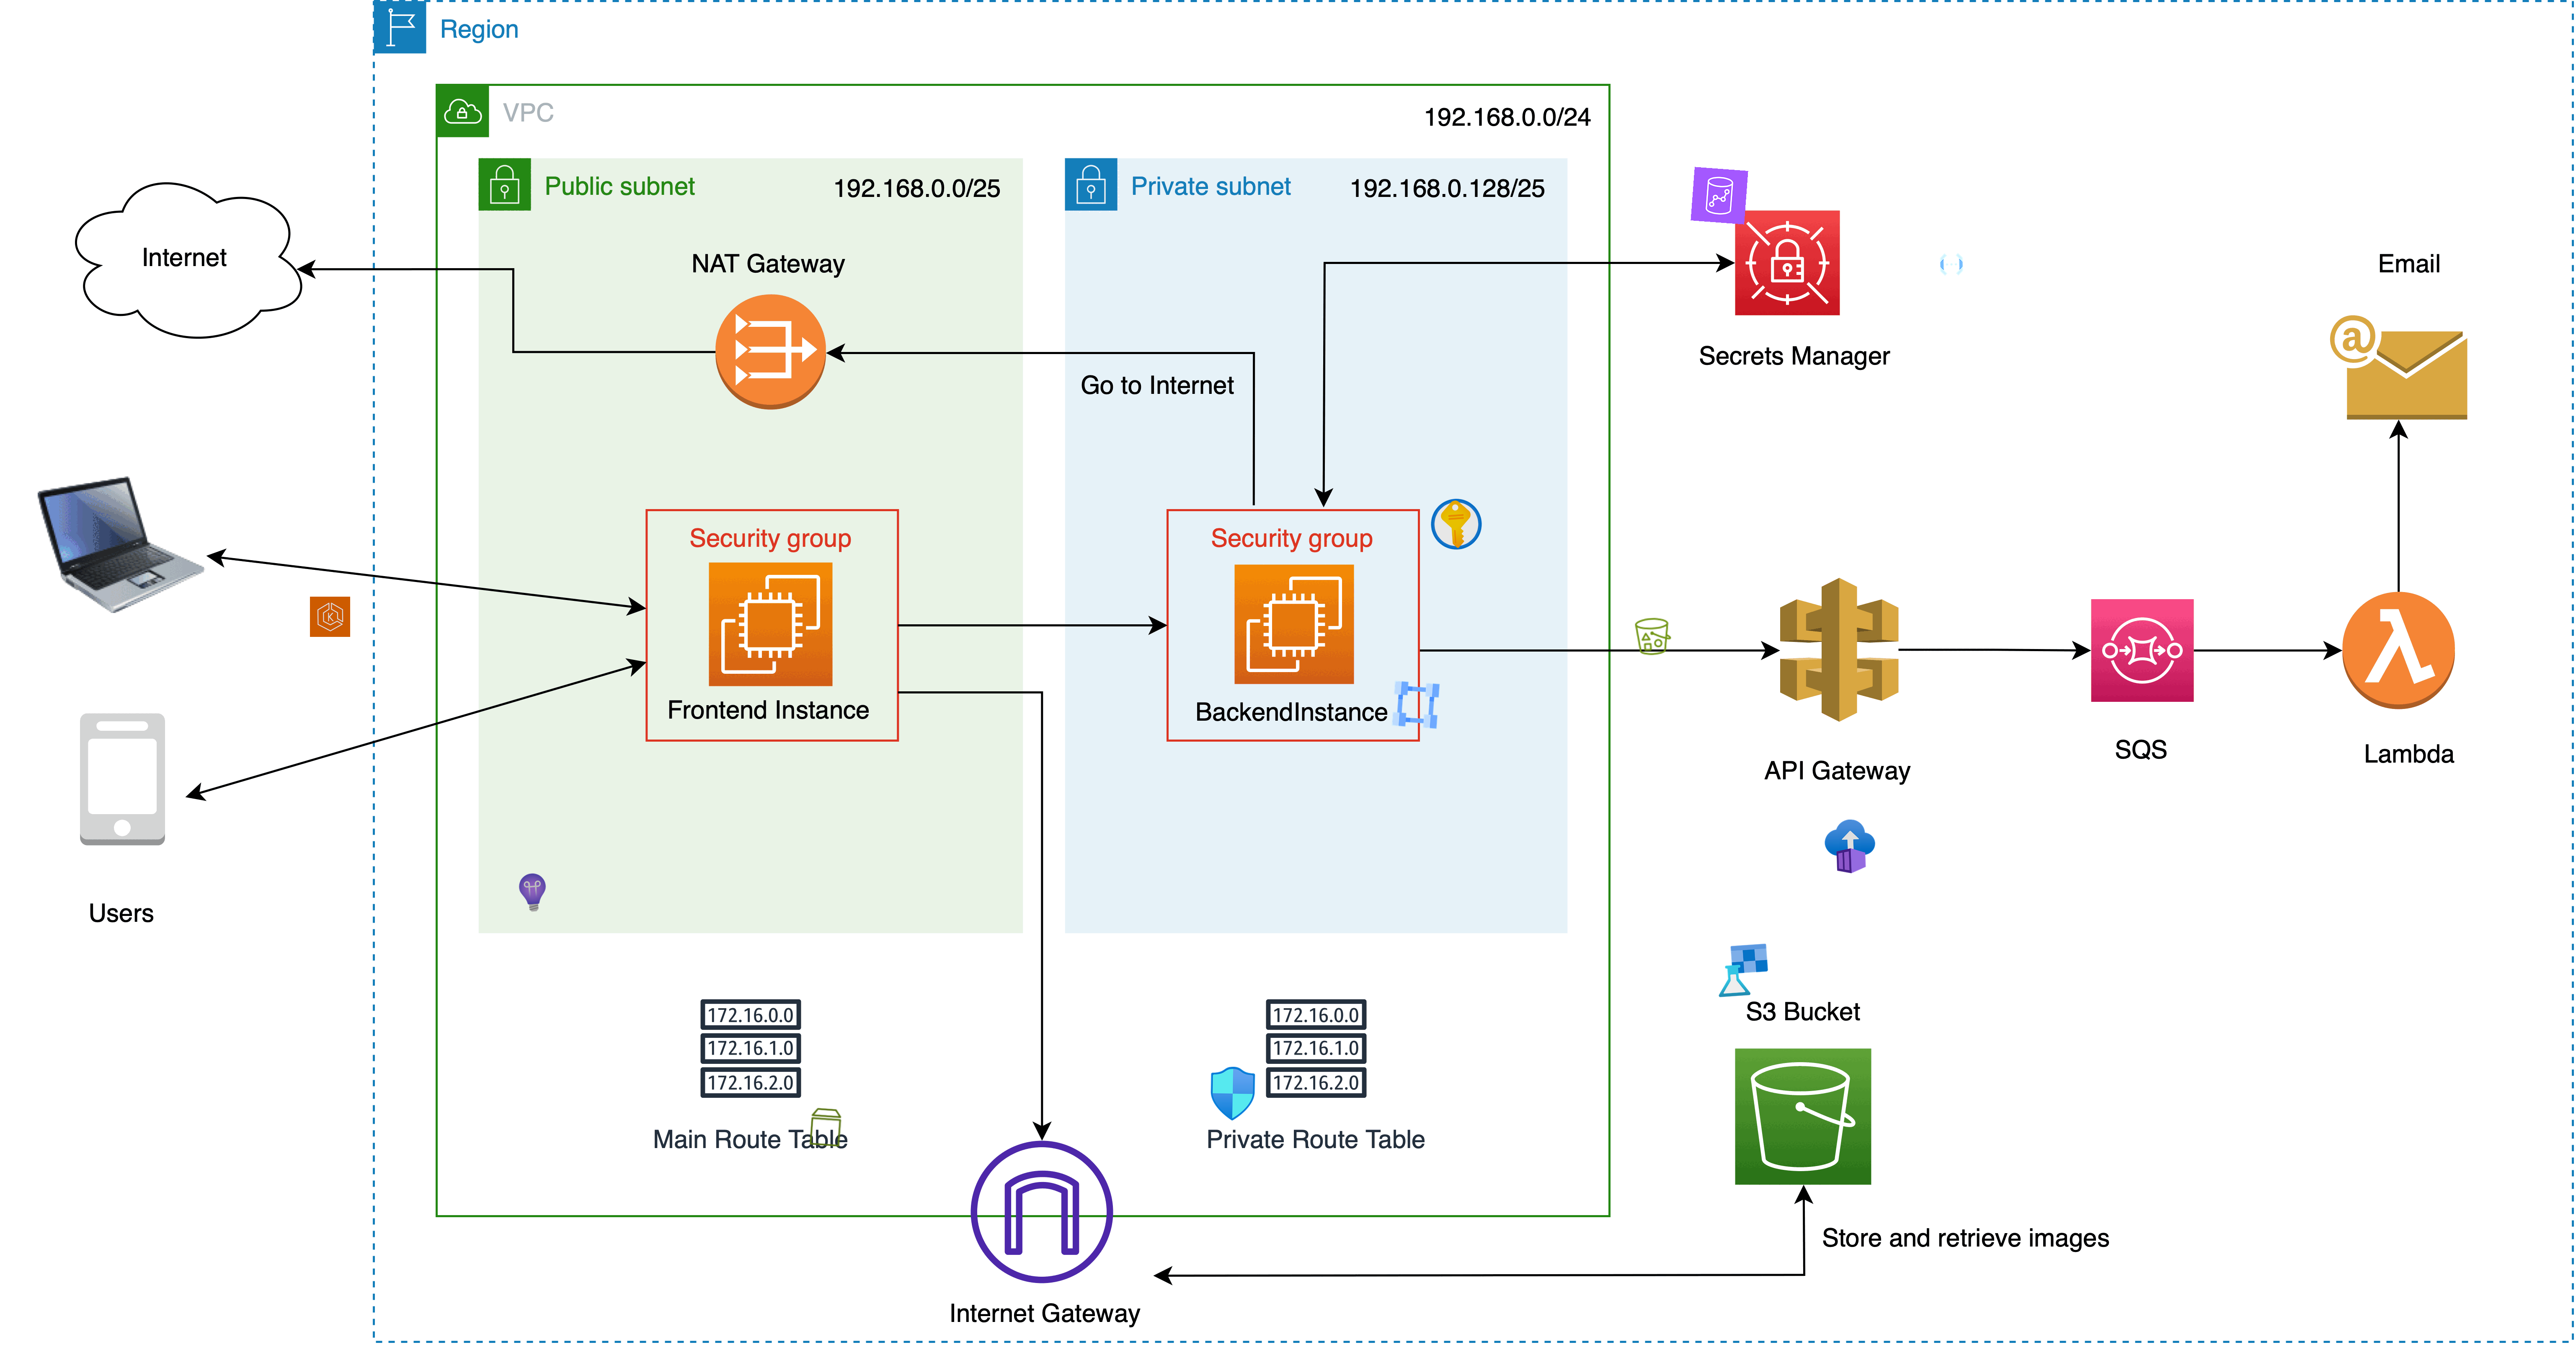 Region
VPC
192.168.0.0/24
Public subnet
192.168.0.0/25
Private subnet
192.168.0.128/25
Internet
NAT Gateway
Go to Internet
Secrets Manager
Email
@
Security group
Frontend Instance
Security group
BackendInstance
K
API Gateway
SQS
Lambda
Users
172.16.0.0
172.16.1.0
172.16.2.0
Main Route Table
172.16.0.0
172.16.1.0
172.16.2.0
Private Route Table
S3 Bucket
Store and retrieve images
Internet Gateway